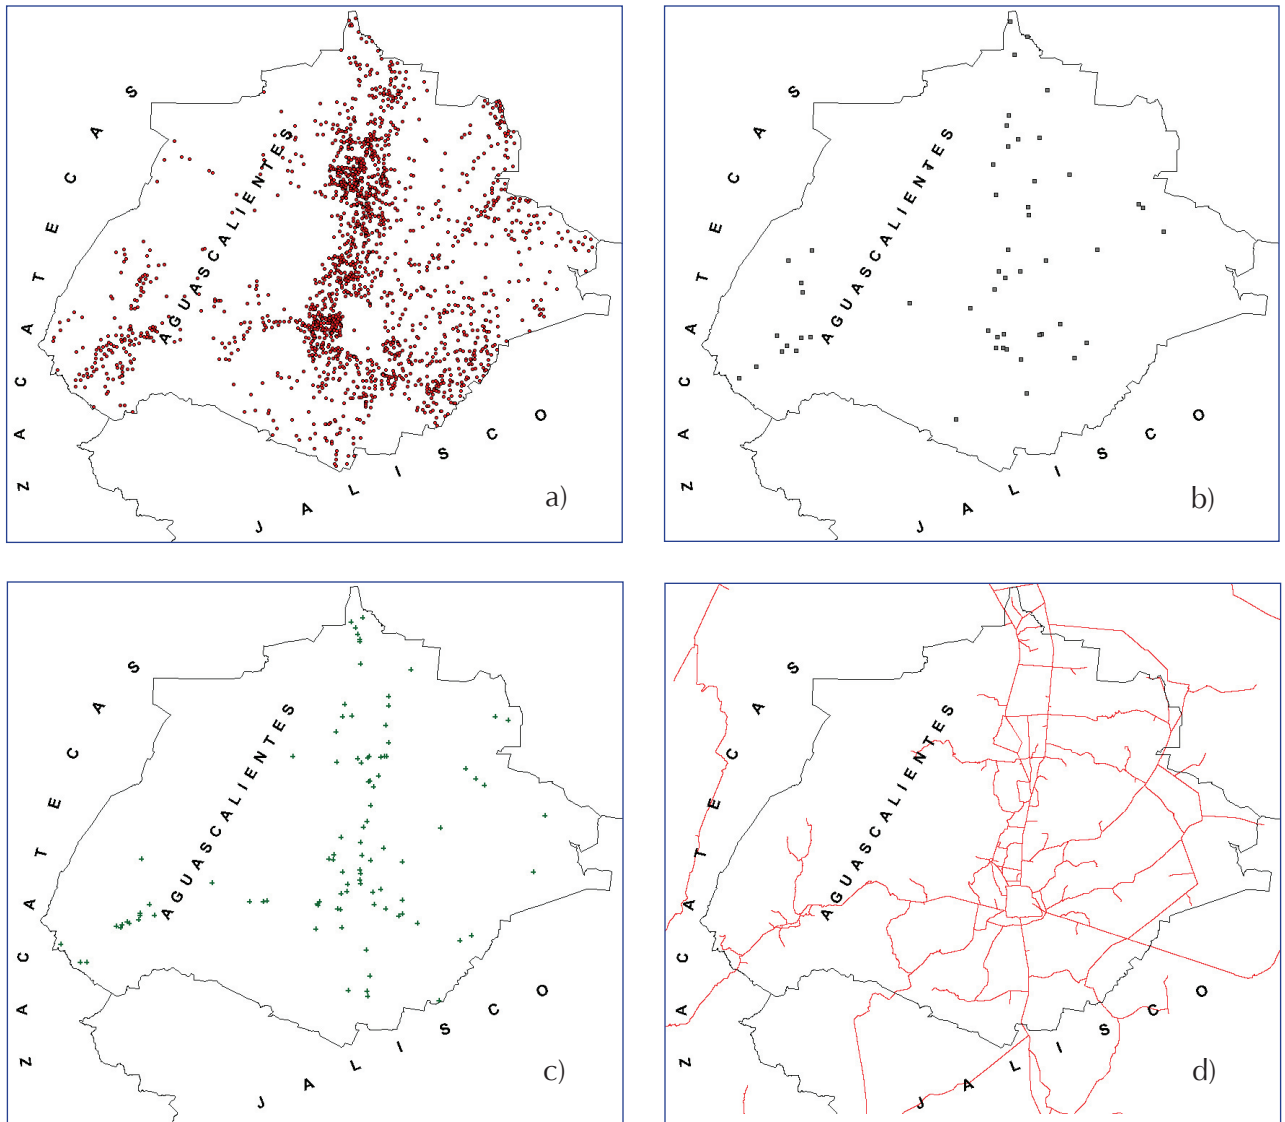 ZACATECAS
AGUASCALIENTES
JALISCO
a)
ZACATECAS
AGUASCALIENTES
JALISCO
b)
ZACATECAS
AGUASCALIENTES
JALISCO
c)
ZACATECAS
AGUASCALIENTES
JALISCO
d)